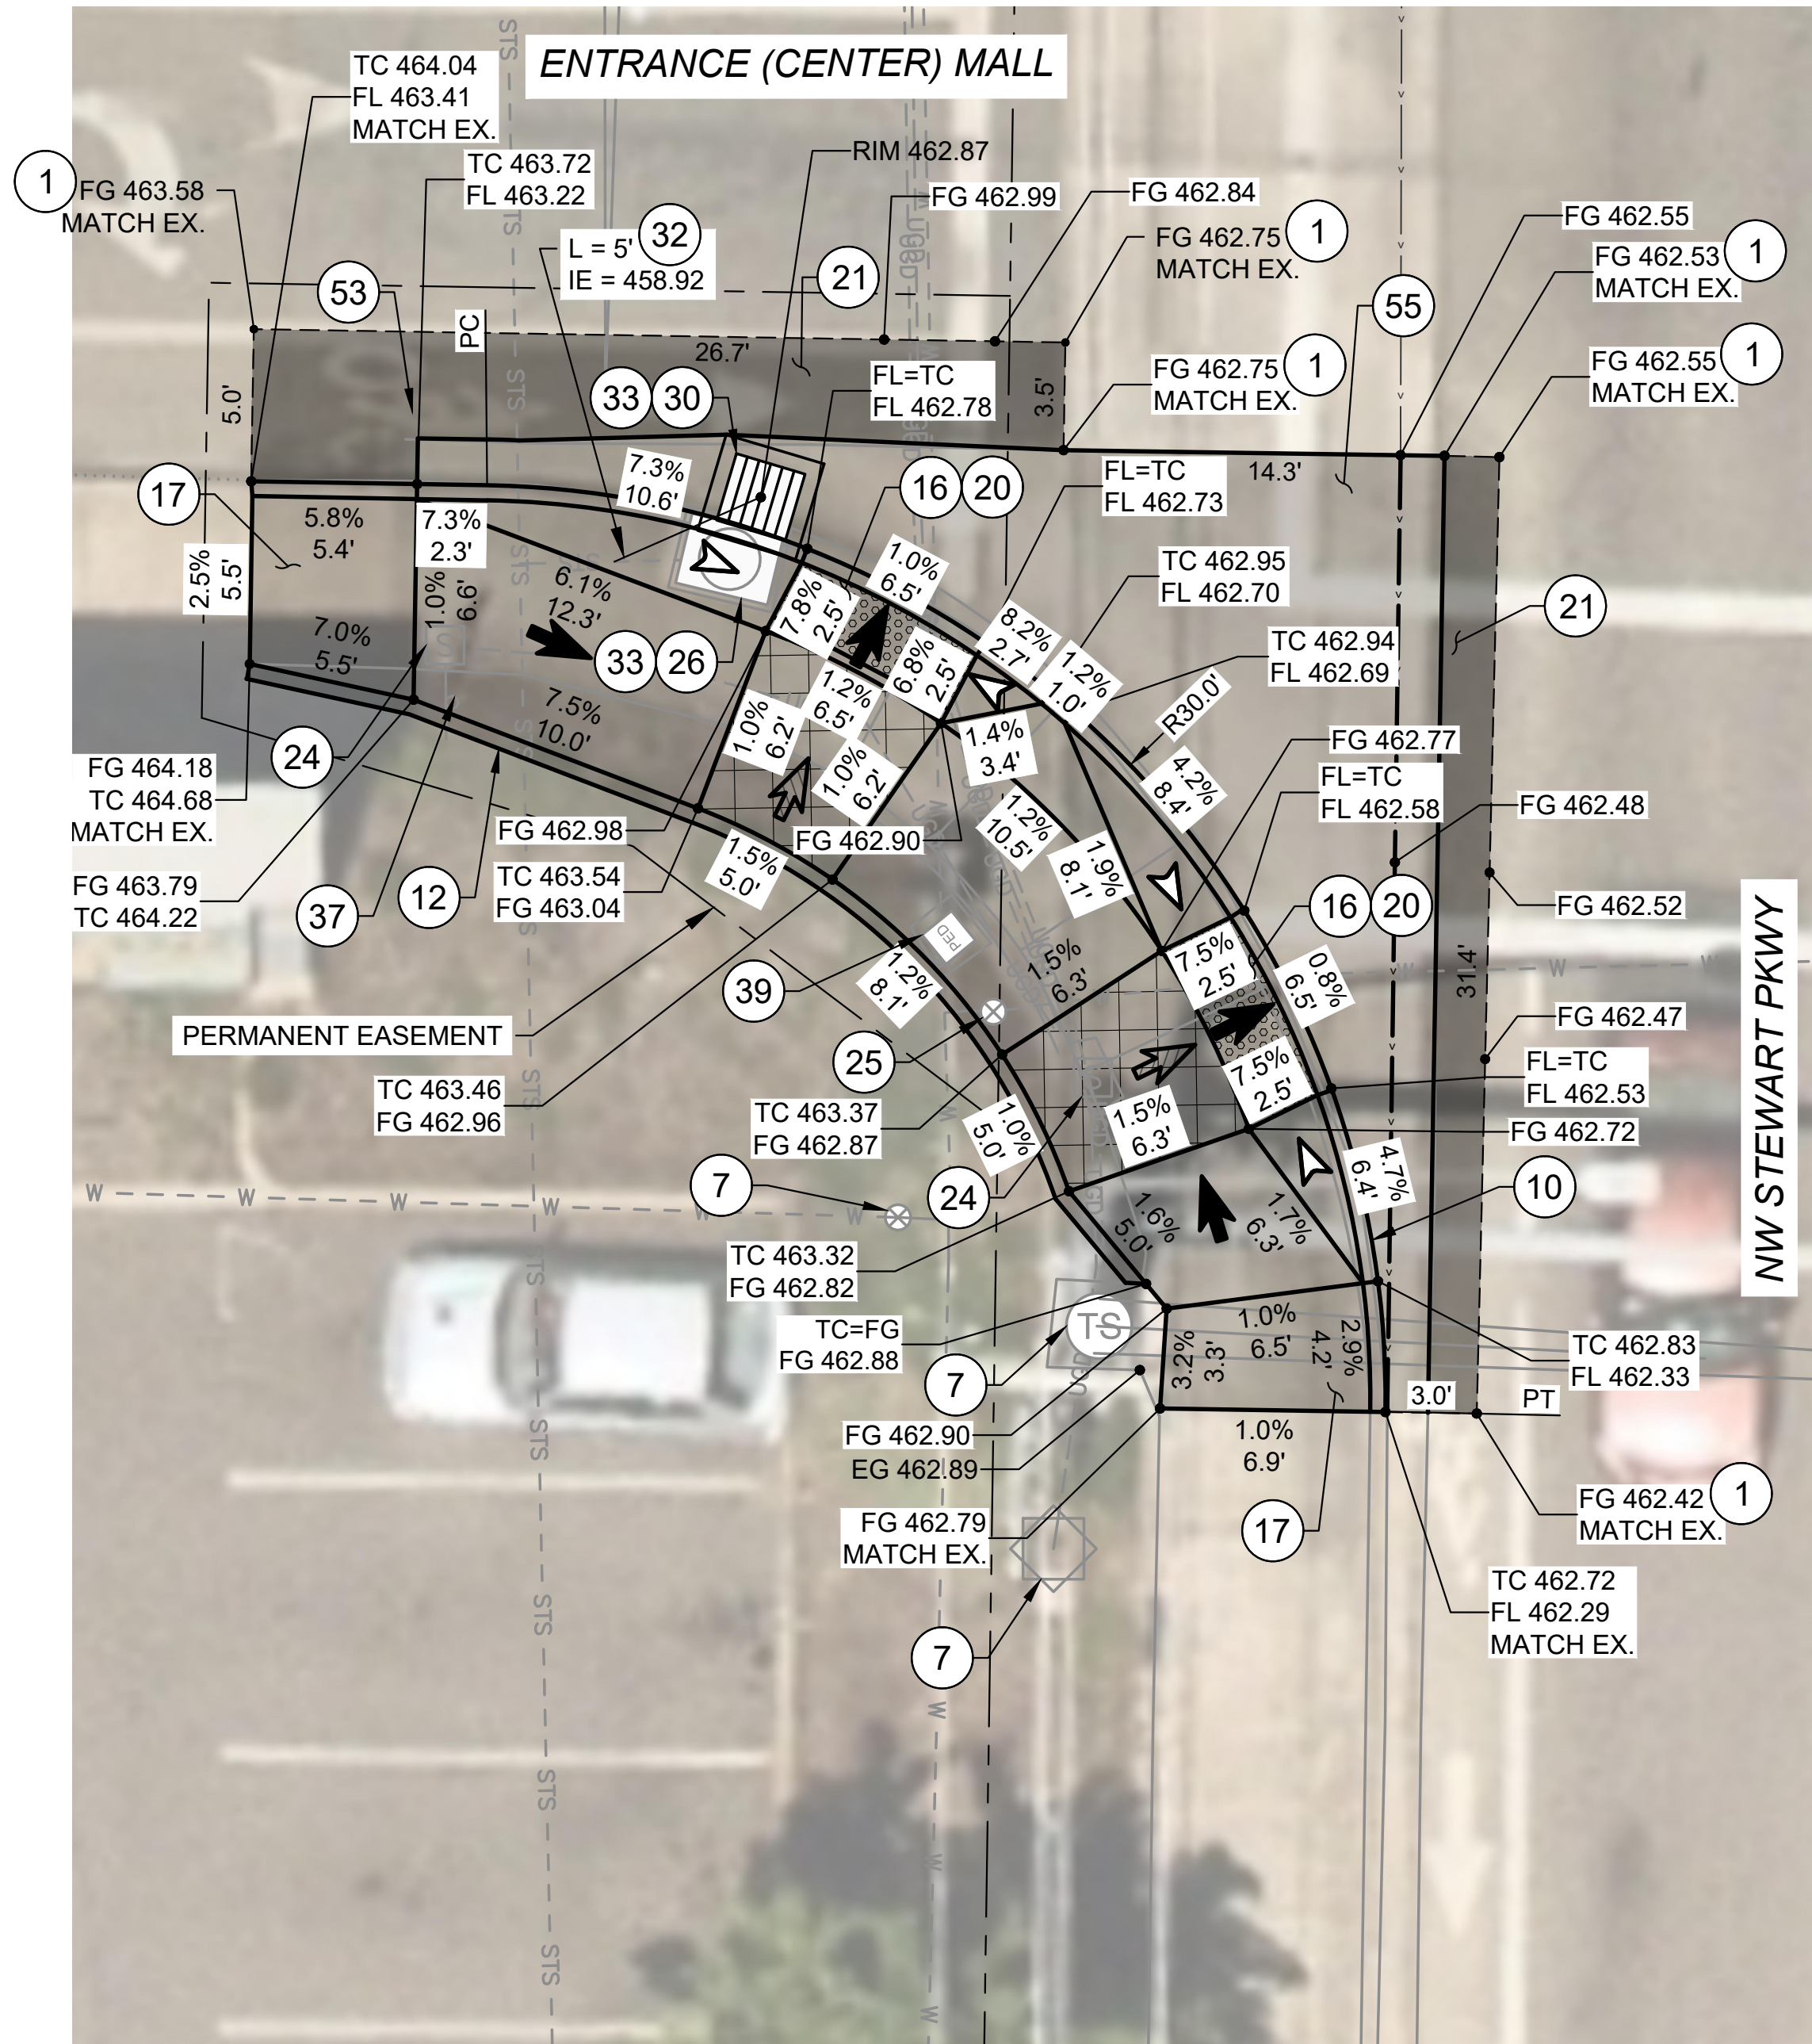 ENTRANCE (CENTER) MALL
TC 464.04
FL 463.41
MATCH EX.
TC 463.72
FL 463.22
RIM 462.87
1
FG 463.58
MATCH EX.
FG 462.99
FG 462.84
FG 462.75
MATCH EX.
1
FG 462.55
FG 462.53
MATCH EX.
1
L = 5'
IE = 458.92
32
53
21
55
PC
26.7'
5.0'
3.5'
FL=TC
FL 462.78
FG 462.75
MATCH EX.
1
FG 462.55
MATCH EX.
1
33
30
17
7.3%
10.6'
16
20
FL=TC
FL 462.73
14.3'
5.8%
5.4'
7.3%
2.3'
2.5%
5.5'
1.0%
6.6'
6.1%
12.3'
7.0%
5.5'
33
26
7.8%
2.5'
1.0%
6.5'
6.8%
2.5'
1.2%
6.5'
8.2%
2.7'
1.2%
1.0'
TC 462.95
FL 462.70
21
TC 462.94
FL 462.69
R30.0'
7.5%
10.0'
1.0%
6.2'
1.0%
6.2'
1.4%
3.4'
4.2%
8.4'
FG 462.77
FL=TC
FL 462.58
FG 462.48
FG 464.18
TC 464.68
MATCH EX.
24
FG 462.98
FG 462.90
1.2%
10.5'
1.9%
8.1'
FG 463.79
TC 464.22
37
12
TC 463.54
FG 463.04
1.5%
5.0'
16
20
FG 462.52
NW STEWART PKWY
PED
1.5%
6.3'
7.5%
2.5'
0.8%
6.5'
31.4'
39
1.2%
8.1'
PERMANENT EASEMENT
25
FG 462.47
FL=TC
FL 462.53
7.5%
2.5'
TC 463.46
FG 462.96
TC 463.37
FG 462.87
1.0%
5.0'
1.5%
6.3'
FG 462.72
7
24
4.7%
6.4'
10
1.6%
5.0'
1.7%
6.3'
TC 463.32
FG 462.82
TC=FG
FG 462.88
TS
7
3.2%
3.3'
1.0%
6.5'
2.9%
4.2'
TC 462.83
FL 462.33
3.0'
PT
FG 462.90
EG 462.89
1.0%
6.9'
FG 462.79
MATCH EX.
17
FG 462.42
MATCH EX.
1
TC 462.72
FL 462.29
MATCH EX.
7
STS
STS
STS
STS
STS
STS
STS
STS
STS
STS
W
W
W
W
W
W
W
W
W
W
W